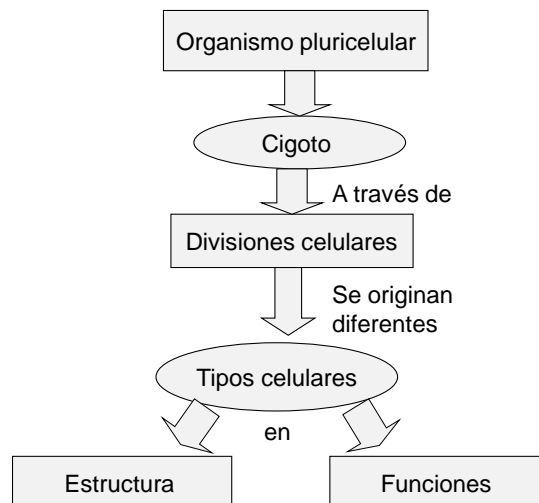 Organismo pluricelular
Cigoto
A través de
Divisiones celulares
Se originan
diferentes
Tipos celulares
en
Estructura
Funciones